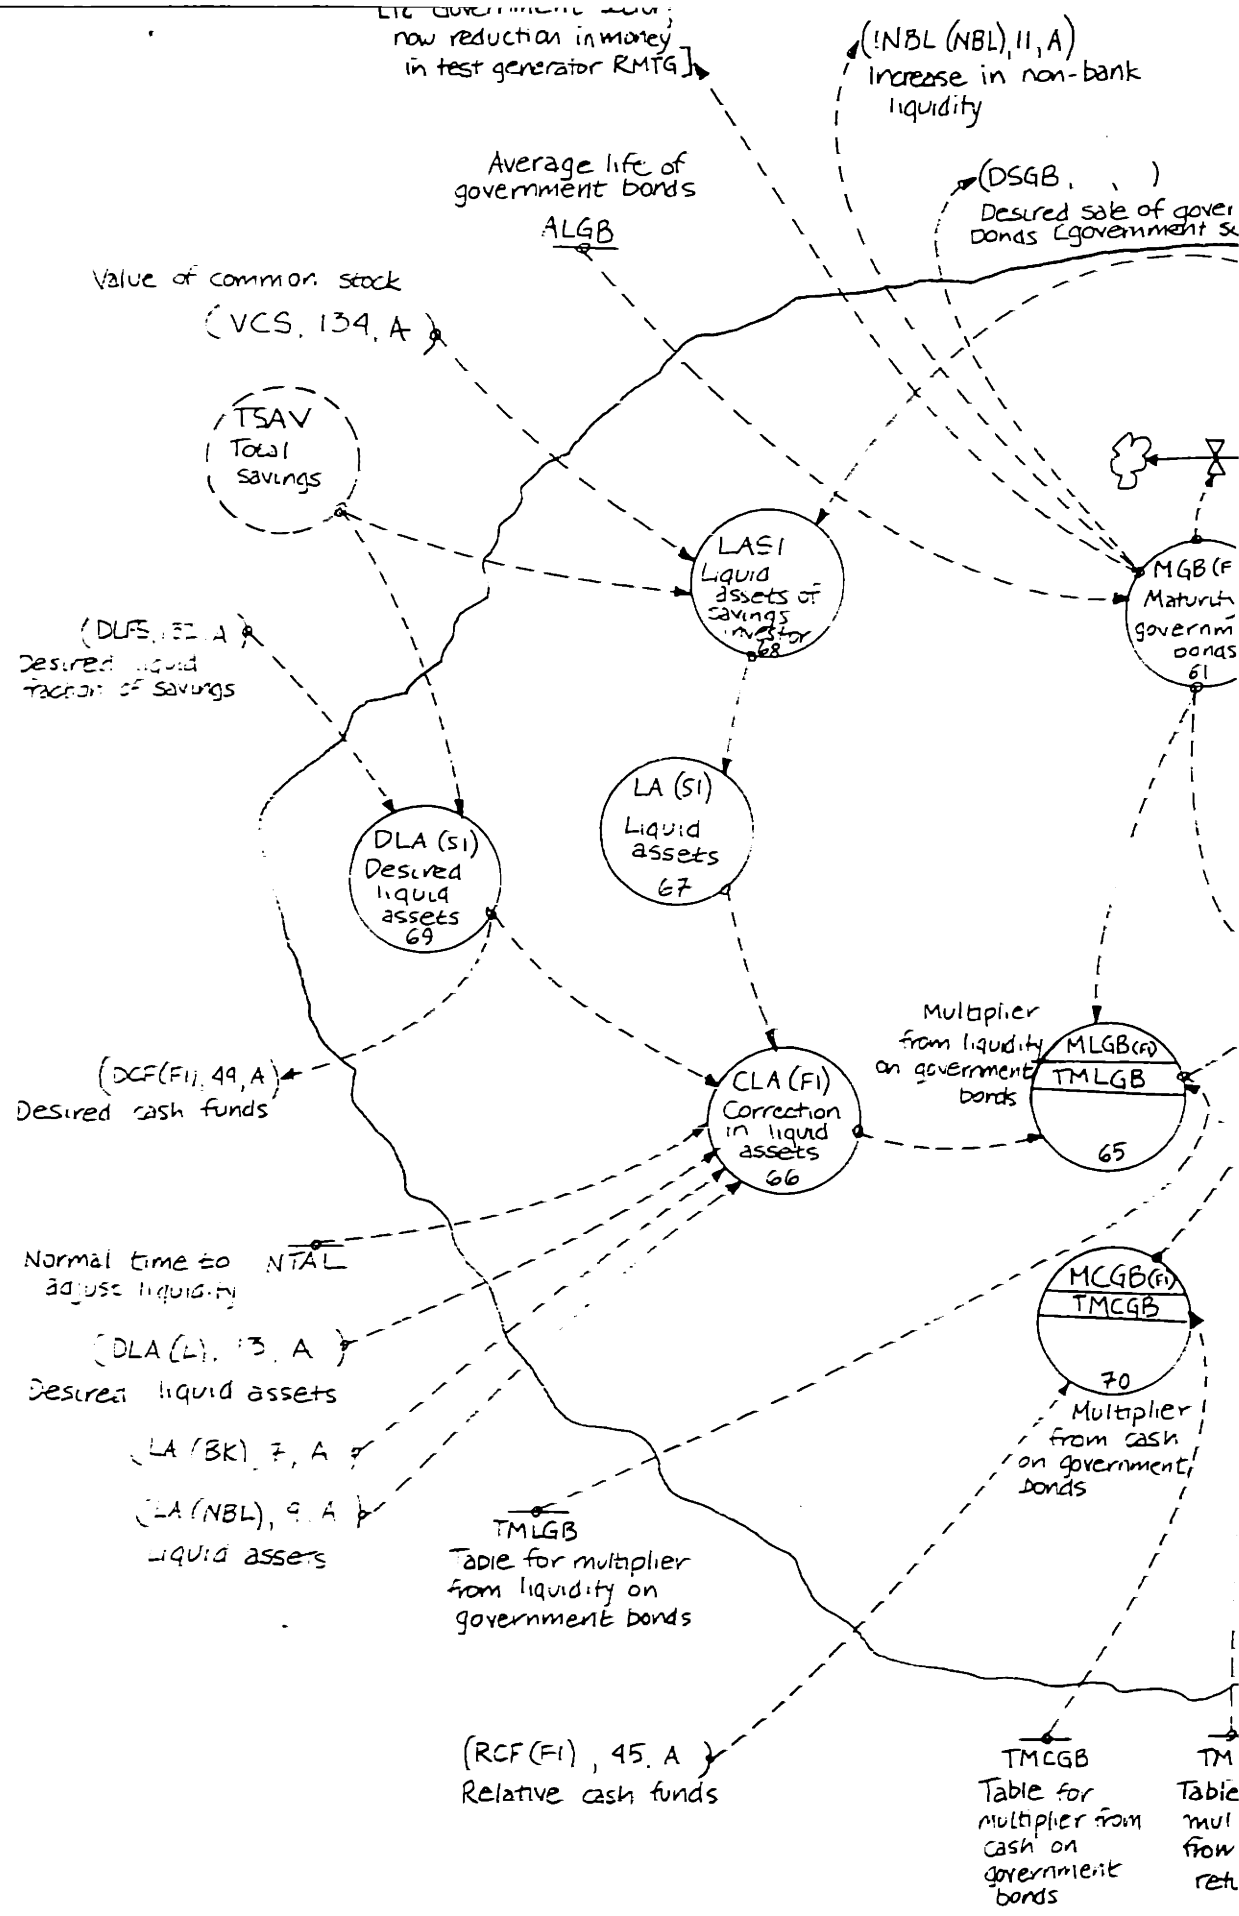 now reduction in money
in test generator RMTG]
(!NBL (NBL), 11, A)
Increase in non-bank
liquidity
Average life of
government bonds
ALGB
(DSGB, , )
Desired sale of gover
bonds (government se
Value of common stock
(VCS, 134, A)
TSAV
Total
savings
LASI
Liquid
assets of
savings
investor
68
MGB(F
Maturity
governm
bonds
61
A)
Desired liquid
fraction of savings
LA (SI)
Liquid
assets
67
DLA (SI)
Desired
liquid
assets
69
Multiplier
from liquidity
on government
bonds
MLGB(FI)
TMLGB
65
(DCF(FI), 49, A)
Desired cash funds
CLA (FI)
Correction
in liquid
assets
66
Normal time to NTAL
adjust liquidity
MCGB(FI)
TMCGB
70
Multiplier
from cash
on government
bonds
(DLA (L), 13, A)
Desired liquid assets
(LA (BK), 7, A)
(LA (NBL), 9, A)
Liquid assets
TMLGB
Table for multiplier
from liquidity on
government bonds
(RCF(FI), 45, A)
Relative cash funds
TMCGB
Table for
multiplier from
cash on
government
bonds
TM
Table
mul
from
retu